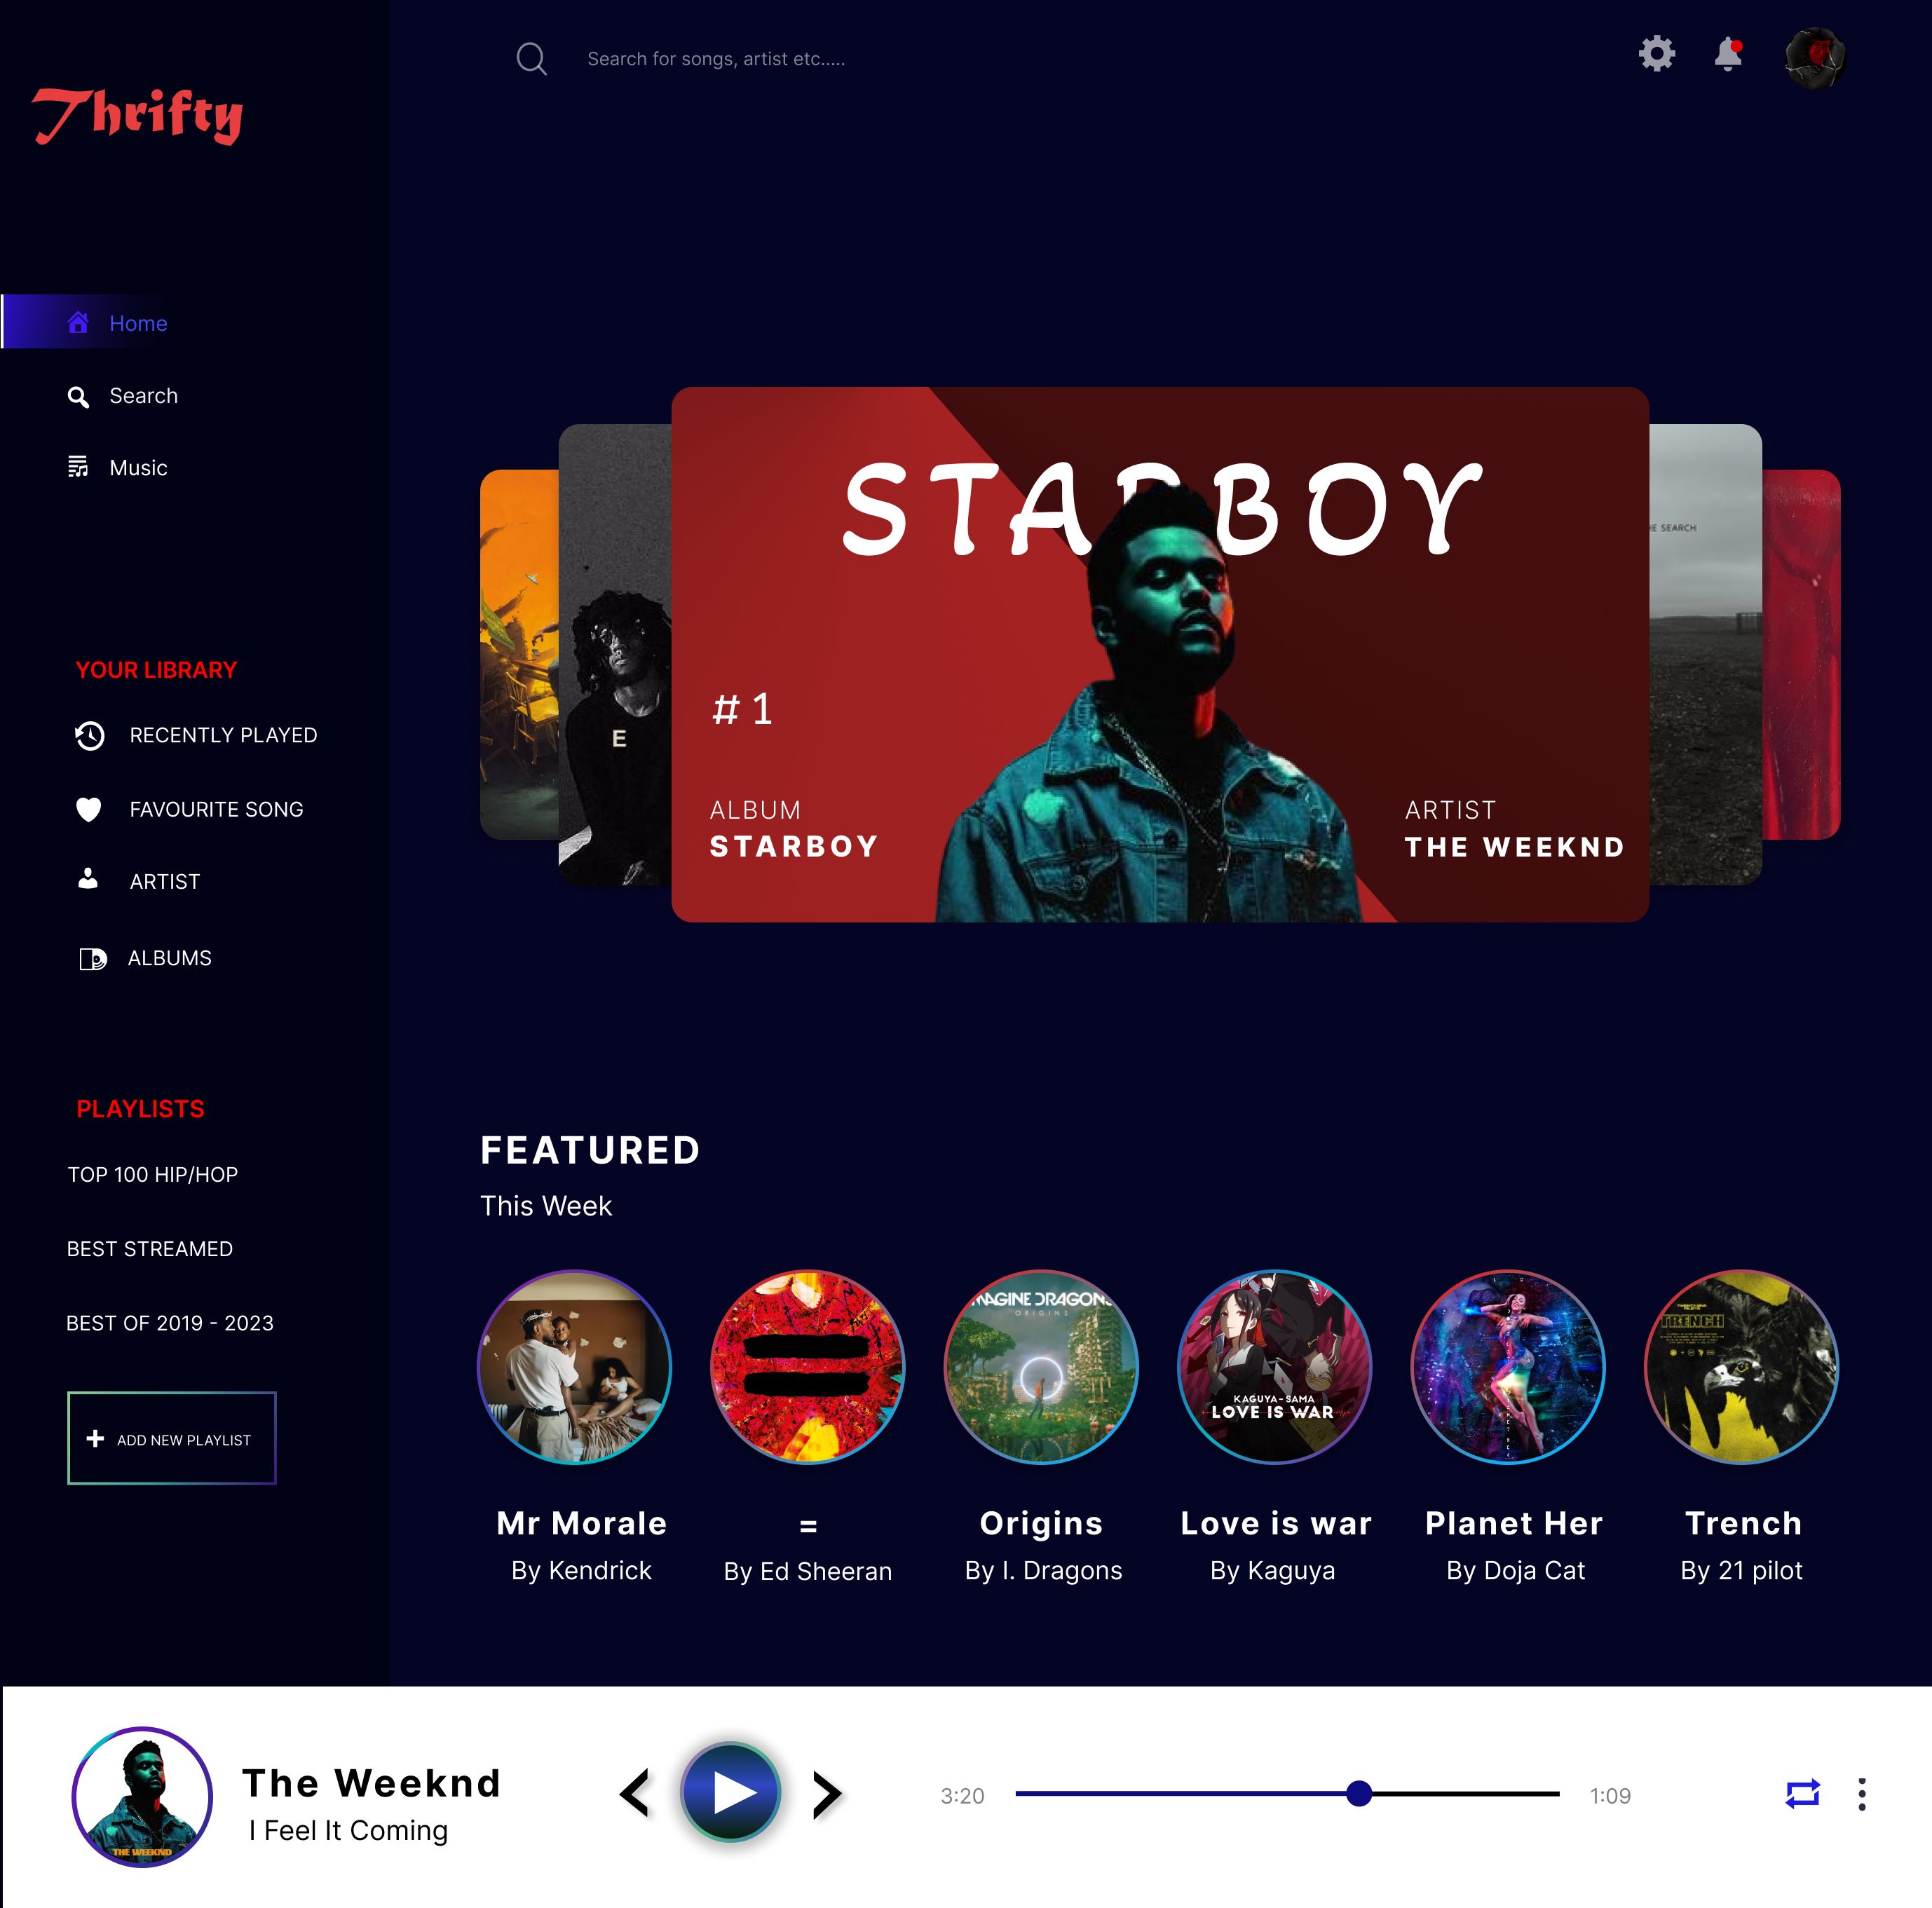 Thrifty
Search for songs, artist etc.....
Home
Search
Music
YOUR LIBRARY
RECENTLY PLAYED
FAVOURITE SONG
ARTIST
ALBUMS
PLAYLISTS
TOP 100 HIP/HOP
BEST STREAMED
BEST OF 2019 - 2023
+ ADD NEW PLAYLIST
STARBOY
E
# 1
ALBUM
STARBOY
ARTIST
THE WEEKND
SEARCH
FEATURED
This Week
IMAGINE DRAGONS
ORIGINS
KAGUYA-SAMA
LOVE IS WAR
TRENCH
Mr Morale
By Kendrick
=
By Ed Sheeran
Origins
By I. Dragons
Love is war
By Kaguya
Planet Her
By Doja Cat
Trench
By 21 pilot
THE WEEKND
The Weeknd
I Feel It Coming
3:20
1:09